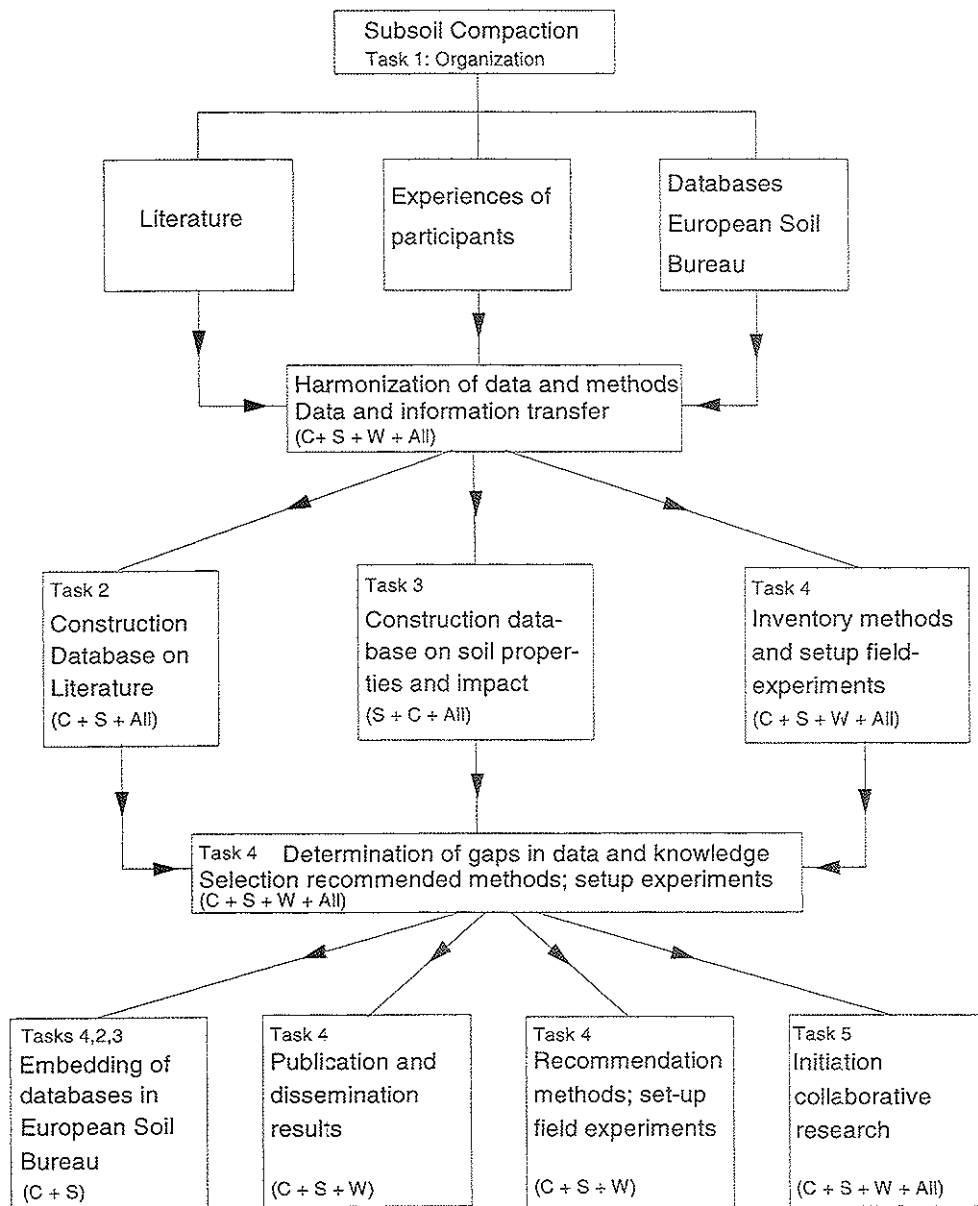 Subsoil Compaction
Task 1: Organization
Literature
Experiences of
participants
Databases
European Soil
Bureau
Harmonization of data and methods
Data and information transfer
(C+ S + W + All)
Task 2
Construction
Database on
Literature
(C + S + All)
Task 3
Construction data-
base on soil proper-
ties and impact
(S + C + All)
Task 4
Inventory methods
and setup field-
experiments
(C + S + W + All)
Task 4 Determination of gaps in data and knowledge
Selection recommended methods; setup experiments
(C + S + W + All)
Tasks 4,2,3
Embedding of
databases in
European Soil
Bureau
(C + S)
Task 4
Publication and
dissemination
results
(C + S + W)
Task 4
Recommendation
methods; set-up
field experiments
(C + S + W)
Task 5
Initiation
collaborative
research
(C + S + W + All)